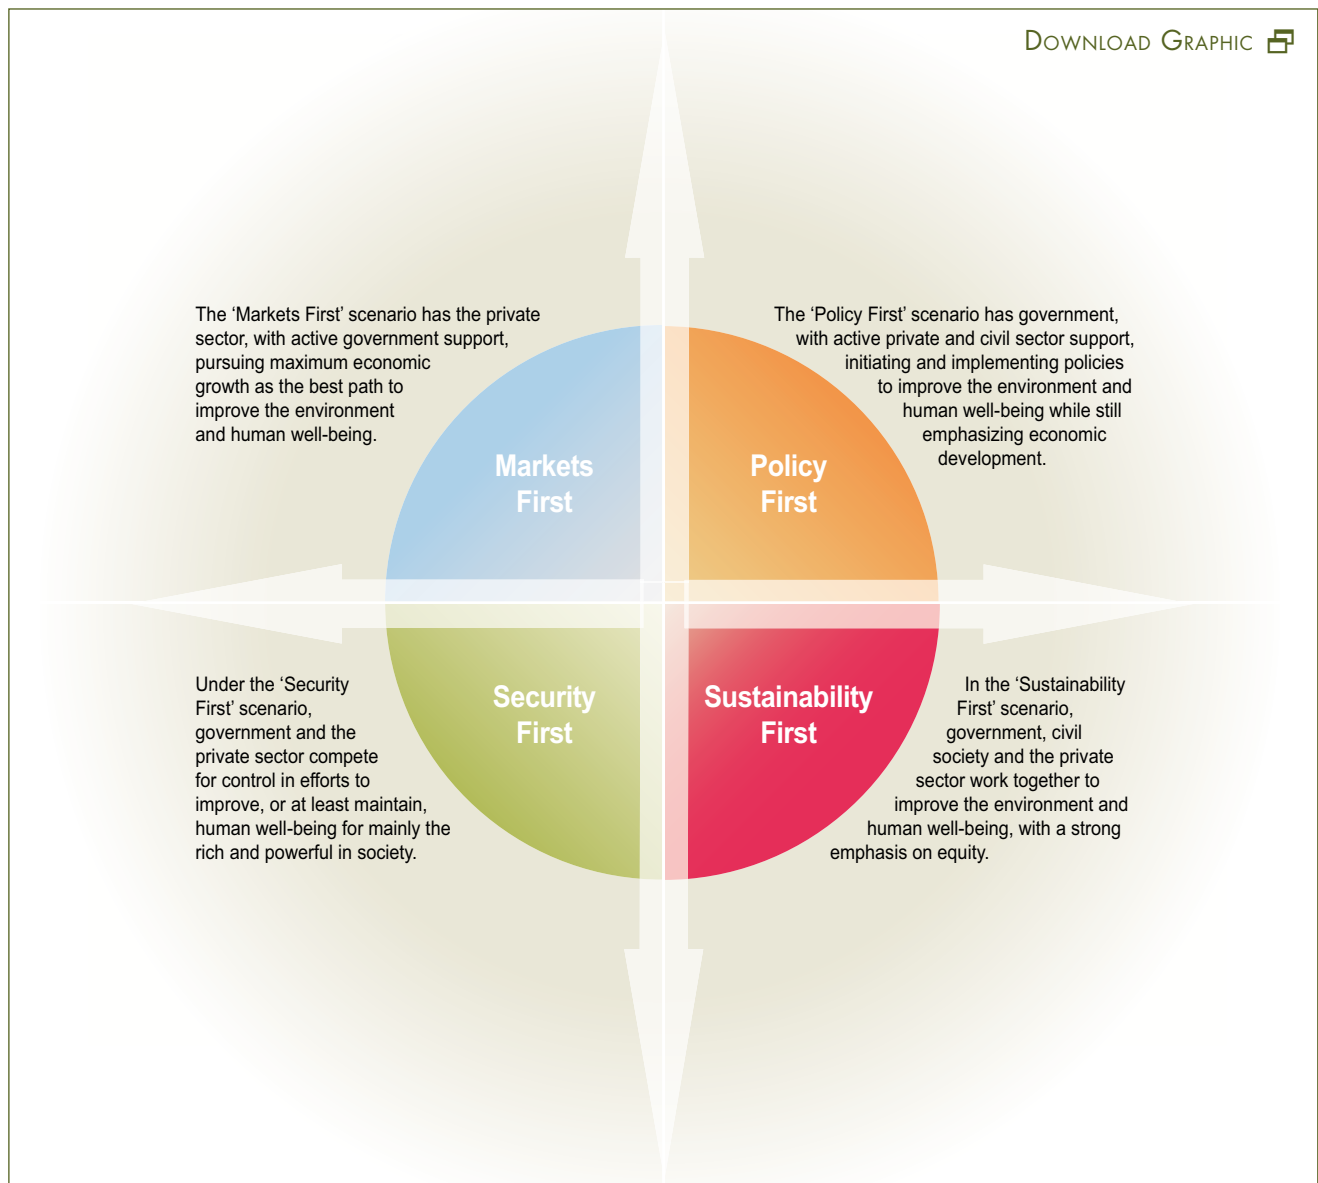 DOWNLOAD GRAPHIC
The ‘Markets First’ scenario has the private
sector, with active government support,
pursuing maximum economic
growth as the best path to
improve the environment
and human well-being.
The ‘Policy First’ scenario has government,
with active private and civil sector support,
initiating and implementing policies
to improve the environment and
human well-being while still
emphasizing economic
development.
Markets
First
Policy
First
Security
First
Sustainability
First
Under the ‘Security
First’ scenario,
government and the
private sector compete
for control in efforts to
improve, or at least maintain,
human well-being for mainly the
rich and powerful in society.
In the ‘Sustainability
First’ scenario,
government, civil
society and the private
sector work together to
improve the environment and
human well-being, with a strong
emphasis on equity.